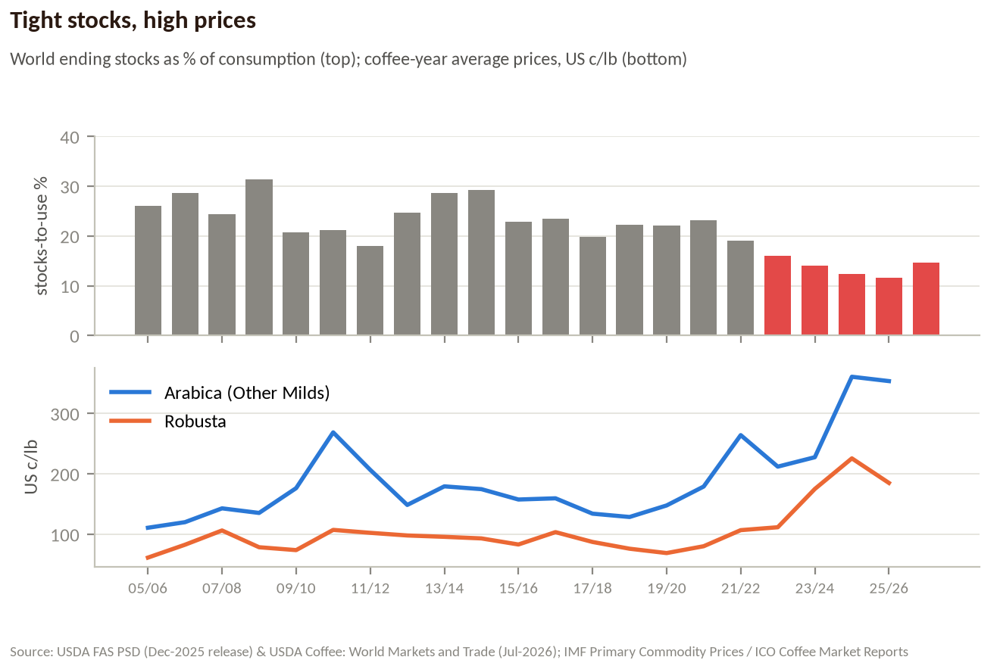 Tight stocks, high prices
World ending stocks as % of consumption (top); coffee-year average prices, US c/lb (bottom)
40
30
20
10
0
stocks-to-use %
Arabica (Other Milds)
Robusta
300
200
100
US c/lb
05/06 07/08 09/10 11/12 13/14 15/16 17/18 19/20 21/22 23/24 25/26
Source: USDA FAS PSD (Dec-2025 release) & USDA Coffee: World Markets and Trade (Jul-2026); IMF Primary Commodity Prices / ICO Coffee Market Reports